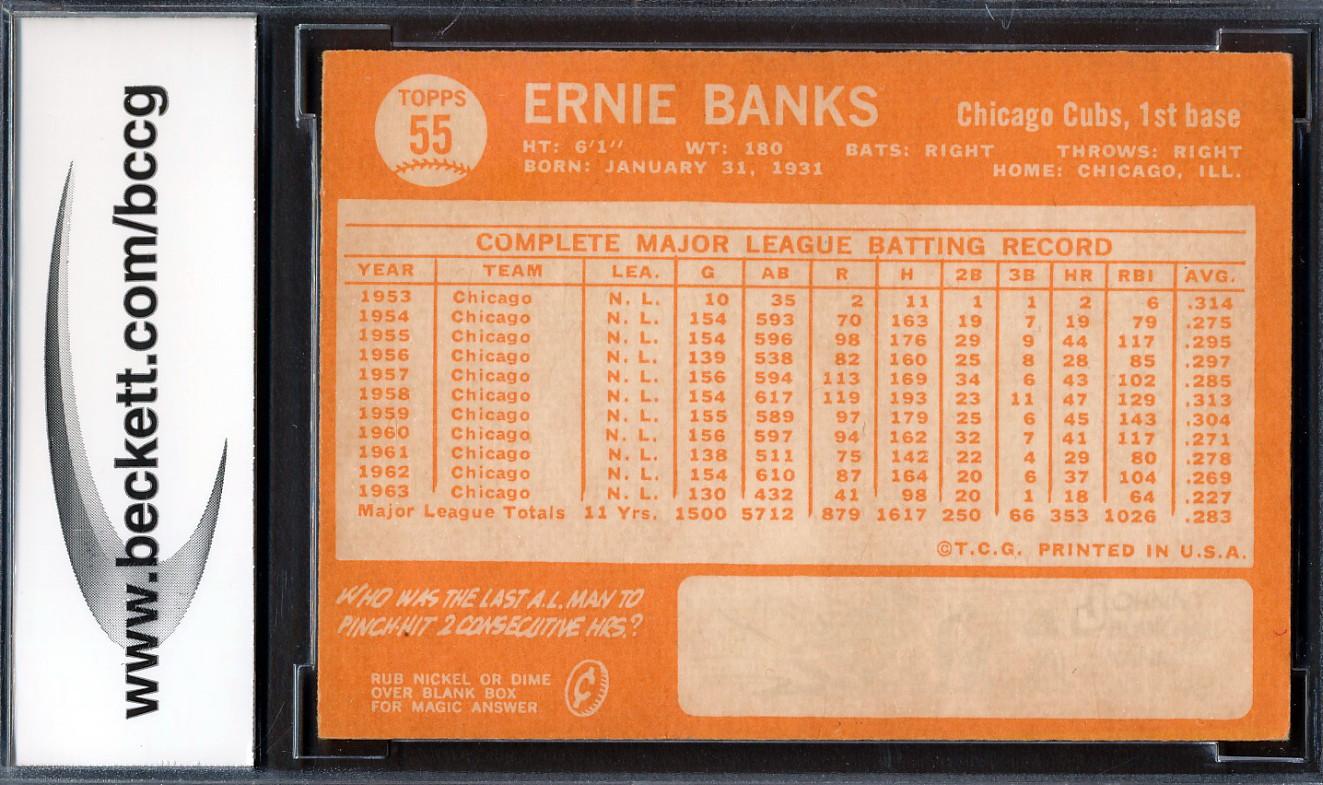 www.beckett.com/bccg
TOPPS
55
ERNIE BANKS
Chicago Cubs, 1st base
HT: 6'1" WT: 180 BATS: RIGHT THROWS: RIGHT
BORN: JANUARY 31, 1931 HOME: CHICAGO, ILL.
COMPLETE MAJOR LEAGUE BATTING RECORD
YEAR TEAM LEA. G AB R H 2B 3B HR RBI AVG.
1953 Chicago N. L. 10 35 2 11 1 1 2 6 .314
1954 Chicago N. L. 154 593 70 163 19 7 19 79 .275
1955 Chicago N. L. 154 596 98 176 29 9 44 117 .295
1956 Chicago N. L. 139 538 82 160 25 8 28 85 .297
1957 Chicago N. L. 156 594 113 169 34 6 43 102 .285
1958 Chicago N. L. 154 617 119 193 23 11 47 129 .313
1959 Chicago N. L. 155 589 97 179 25 6 45 143 .304
1960 Chicago N. L. 156 597 94 162 32 7 41 117 .271
1961 Chicago N. L. 138 511 75 142 22 4 29 80 .278
1962 Chicago N. L. 154 610 87 164 20 6 37 104 .269
1963 Chicago N. L. 130 432 41 98 20 1 18 64 .227
Major League Totals 11 Yrs. 1500 5712 879 1617 250 66 353 1026 .283
©T.C.G. PRINTED IN U.S.A.
WHO WAS THE LAST A.L. MAN TO
PINCH-HIT 2 CONSECUTIVE HRS.?
RUB NICKEL OR DIME
OVER BLANK BOX
FOR MAGIC ANSWER
¢